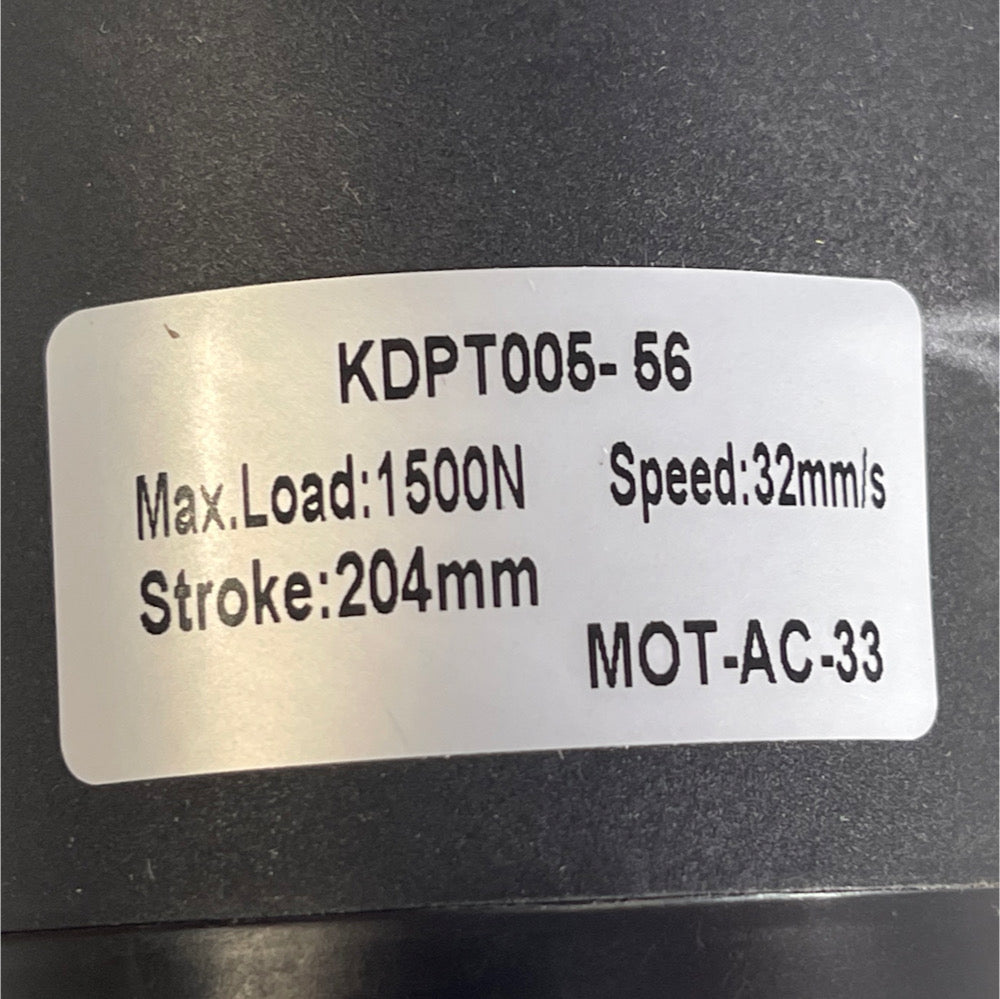 KDPT005- 56
Max.Load:1500N Speed:32mm/s
Stroke:204mm
MOT-AC-33